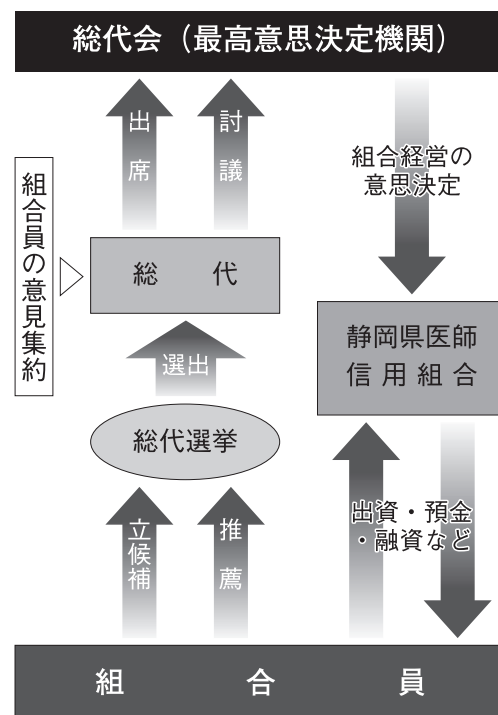 総代会（最高意思決定機関）
出席
討議
組合経営の
意思決定
組合員の意見集約
総代
静岡県医師
信用組合
選出
総代選挙
立候補
推薦
出資・預金
・融資など
組合員